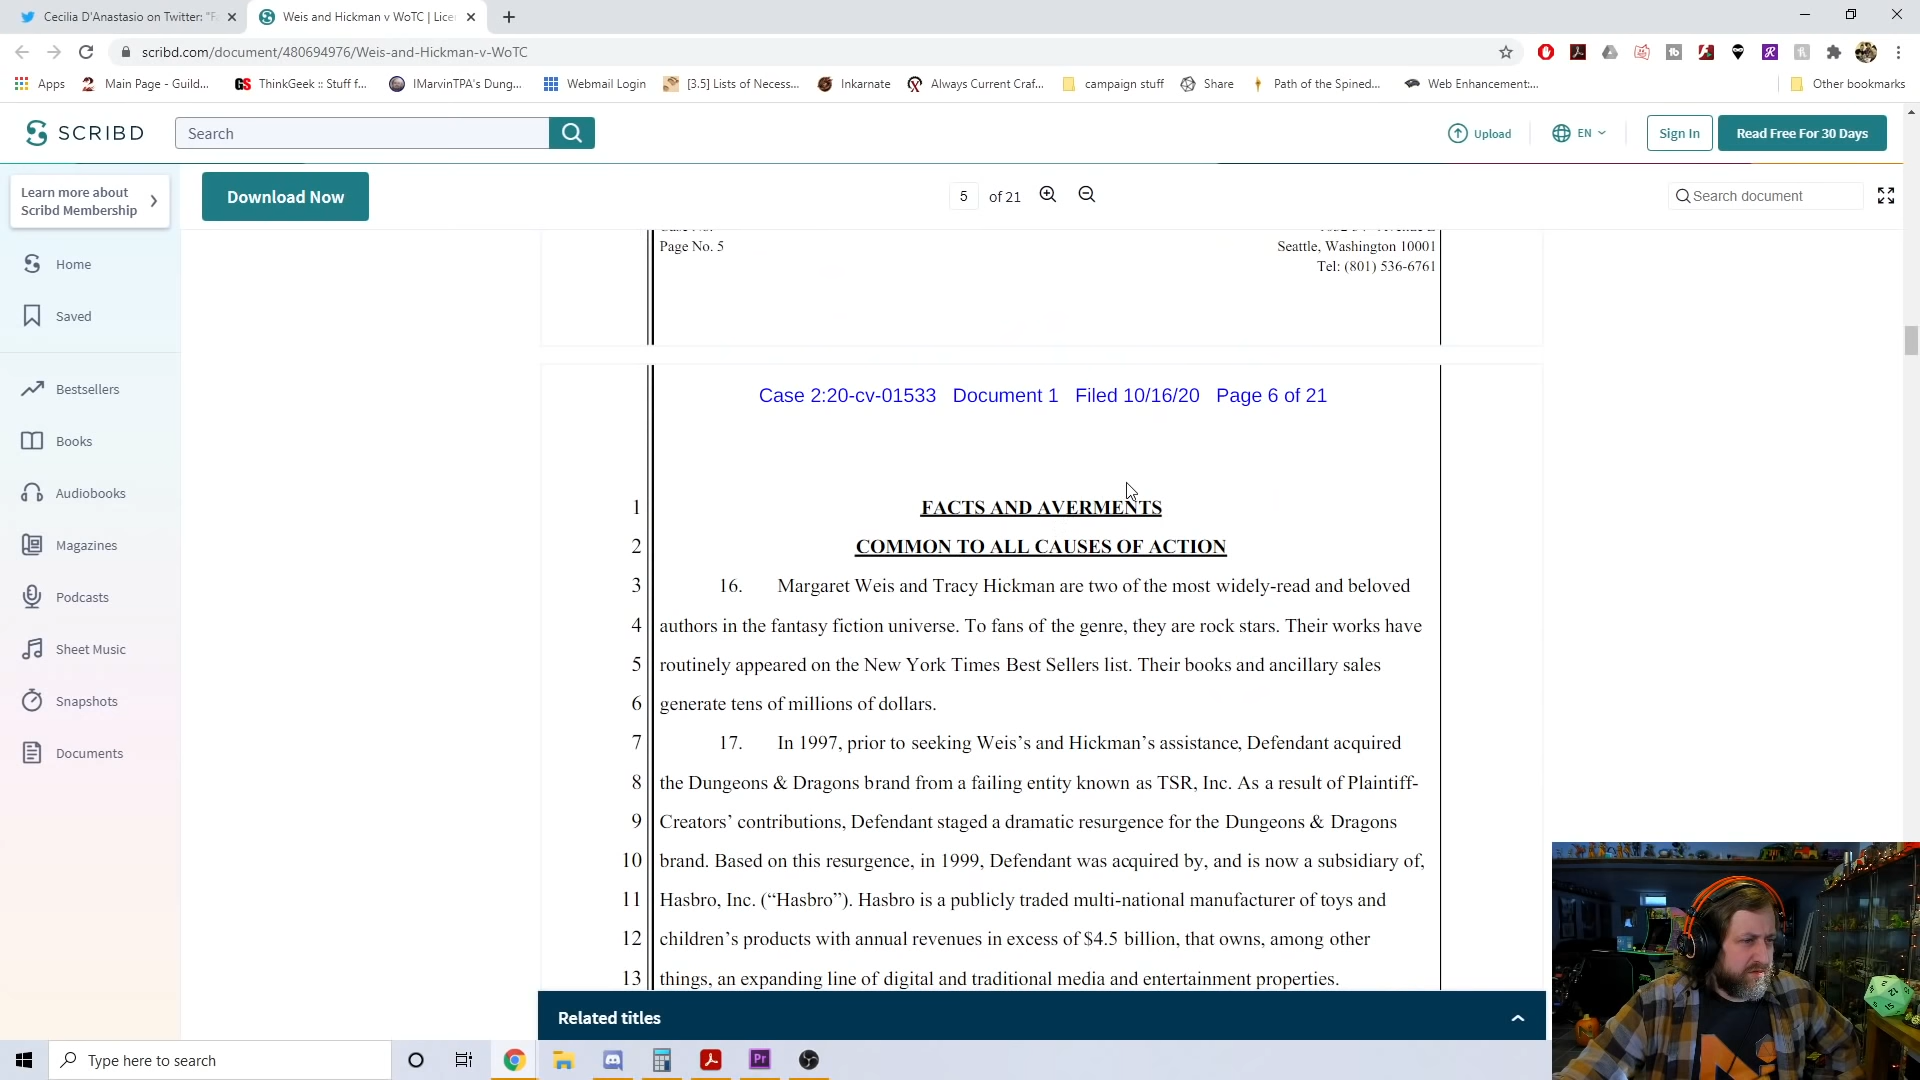 Cecilia D'Anastasio on Twitter: "F
Weis and Hickman v WoTC | Lice
scribd.com/document/480694976/Weis-and-Hickman-v-WoTC
Apps
Main Page - Guild...
GS
ThinkGeek :: Stuff f...
IMarvinTPA's Dung...
Webmail Login
[3.5] Lists of Necess...
Inkarnate
Always Current Craf...
campaign stuff
Share
Path of the Spined...
Web Enhancement:...
Other bookmarks
SCRIBD
Search
Upload
EN
Sign In
Read Free For 30 Days
Learn more about
Scribd Membership
Download Now
5 of 21
Search document
Home
Saved
Bestsellers
Books
Audiobooks
Magazines
Podcasts
Sheet Music
Snapshots
Documents
Page No. 5
Seattle, Washington 10001
Tel: (801) 536-6761
Case 2:20-cv-01533 Document 1 Filed 10/16/20 Page 6 of 21
1 FACTS AND AVERMENTS
2 COMMON TO ALL CAUSES OF ACTION
3 16. Margaret Weis and Tracy Hickman are two of the most widely-read and beloved
4 authors in the fantasy fiction universe. To fans of the genre, they are rock stars. Their works have
5 routinely appeared on the New York Times Best Sellers list. Their books and ancillary sales
6 generate tens of millions of dollars.
7 17. In 1997, prior to seeking Weis's and Hickman's assistance, Defendant acquired
8 the Dungeons & Dragons brand from a failing entity known as TSR, Inc. As a result of Plaintiff-
9 Creators' contributions, Defendant staged a dramatic resurgence for the Dungeons & Dragons
10 brand. Based on this resurgence, in 1999, Defendant was acquired by, and is now a subsidiary of,
11 Hasbro, Inc. (“Hasbro”). Hasbro is a publicly traded multi-national manufacturer of toys and
12 children's products with annual revenues in excess of $4.5 billion, that owns, among other
13 things, an expanding line of digital and traditional media and entertainment properties.
Related titles
Type here to search
Pr